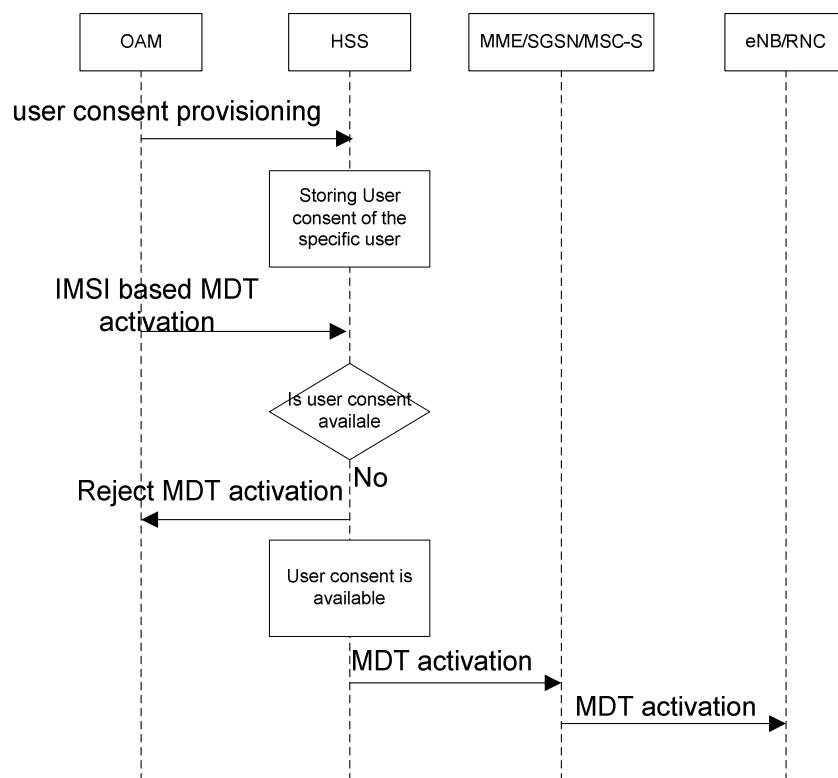 OAM
HSS
MME/SGSN/MSC-S
eNB/RNC
user consent provisioning
Storing User
consent of the
specific user
IMSI based MDT
activation
Is user consent
availale
No
Reject MDT activation
User consent is
available
MDT activation
MDT activation